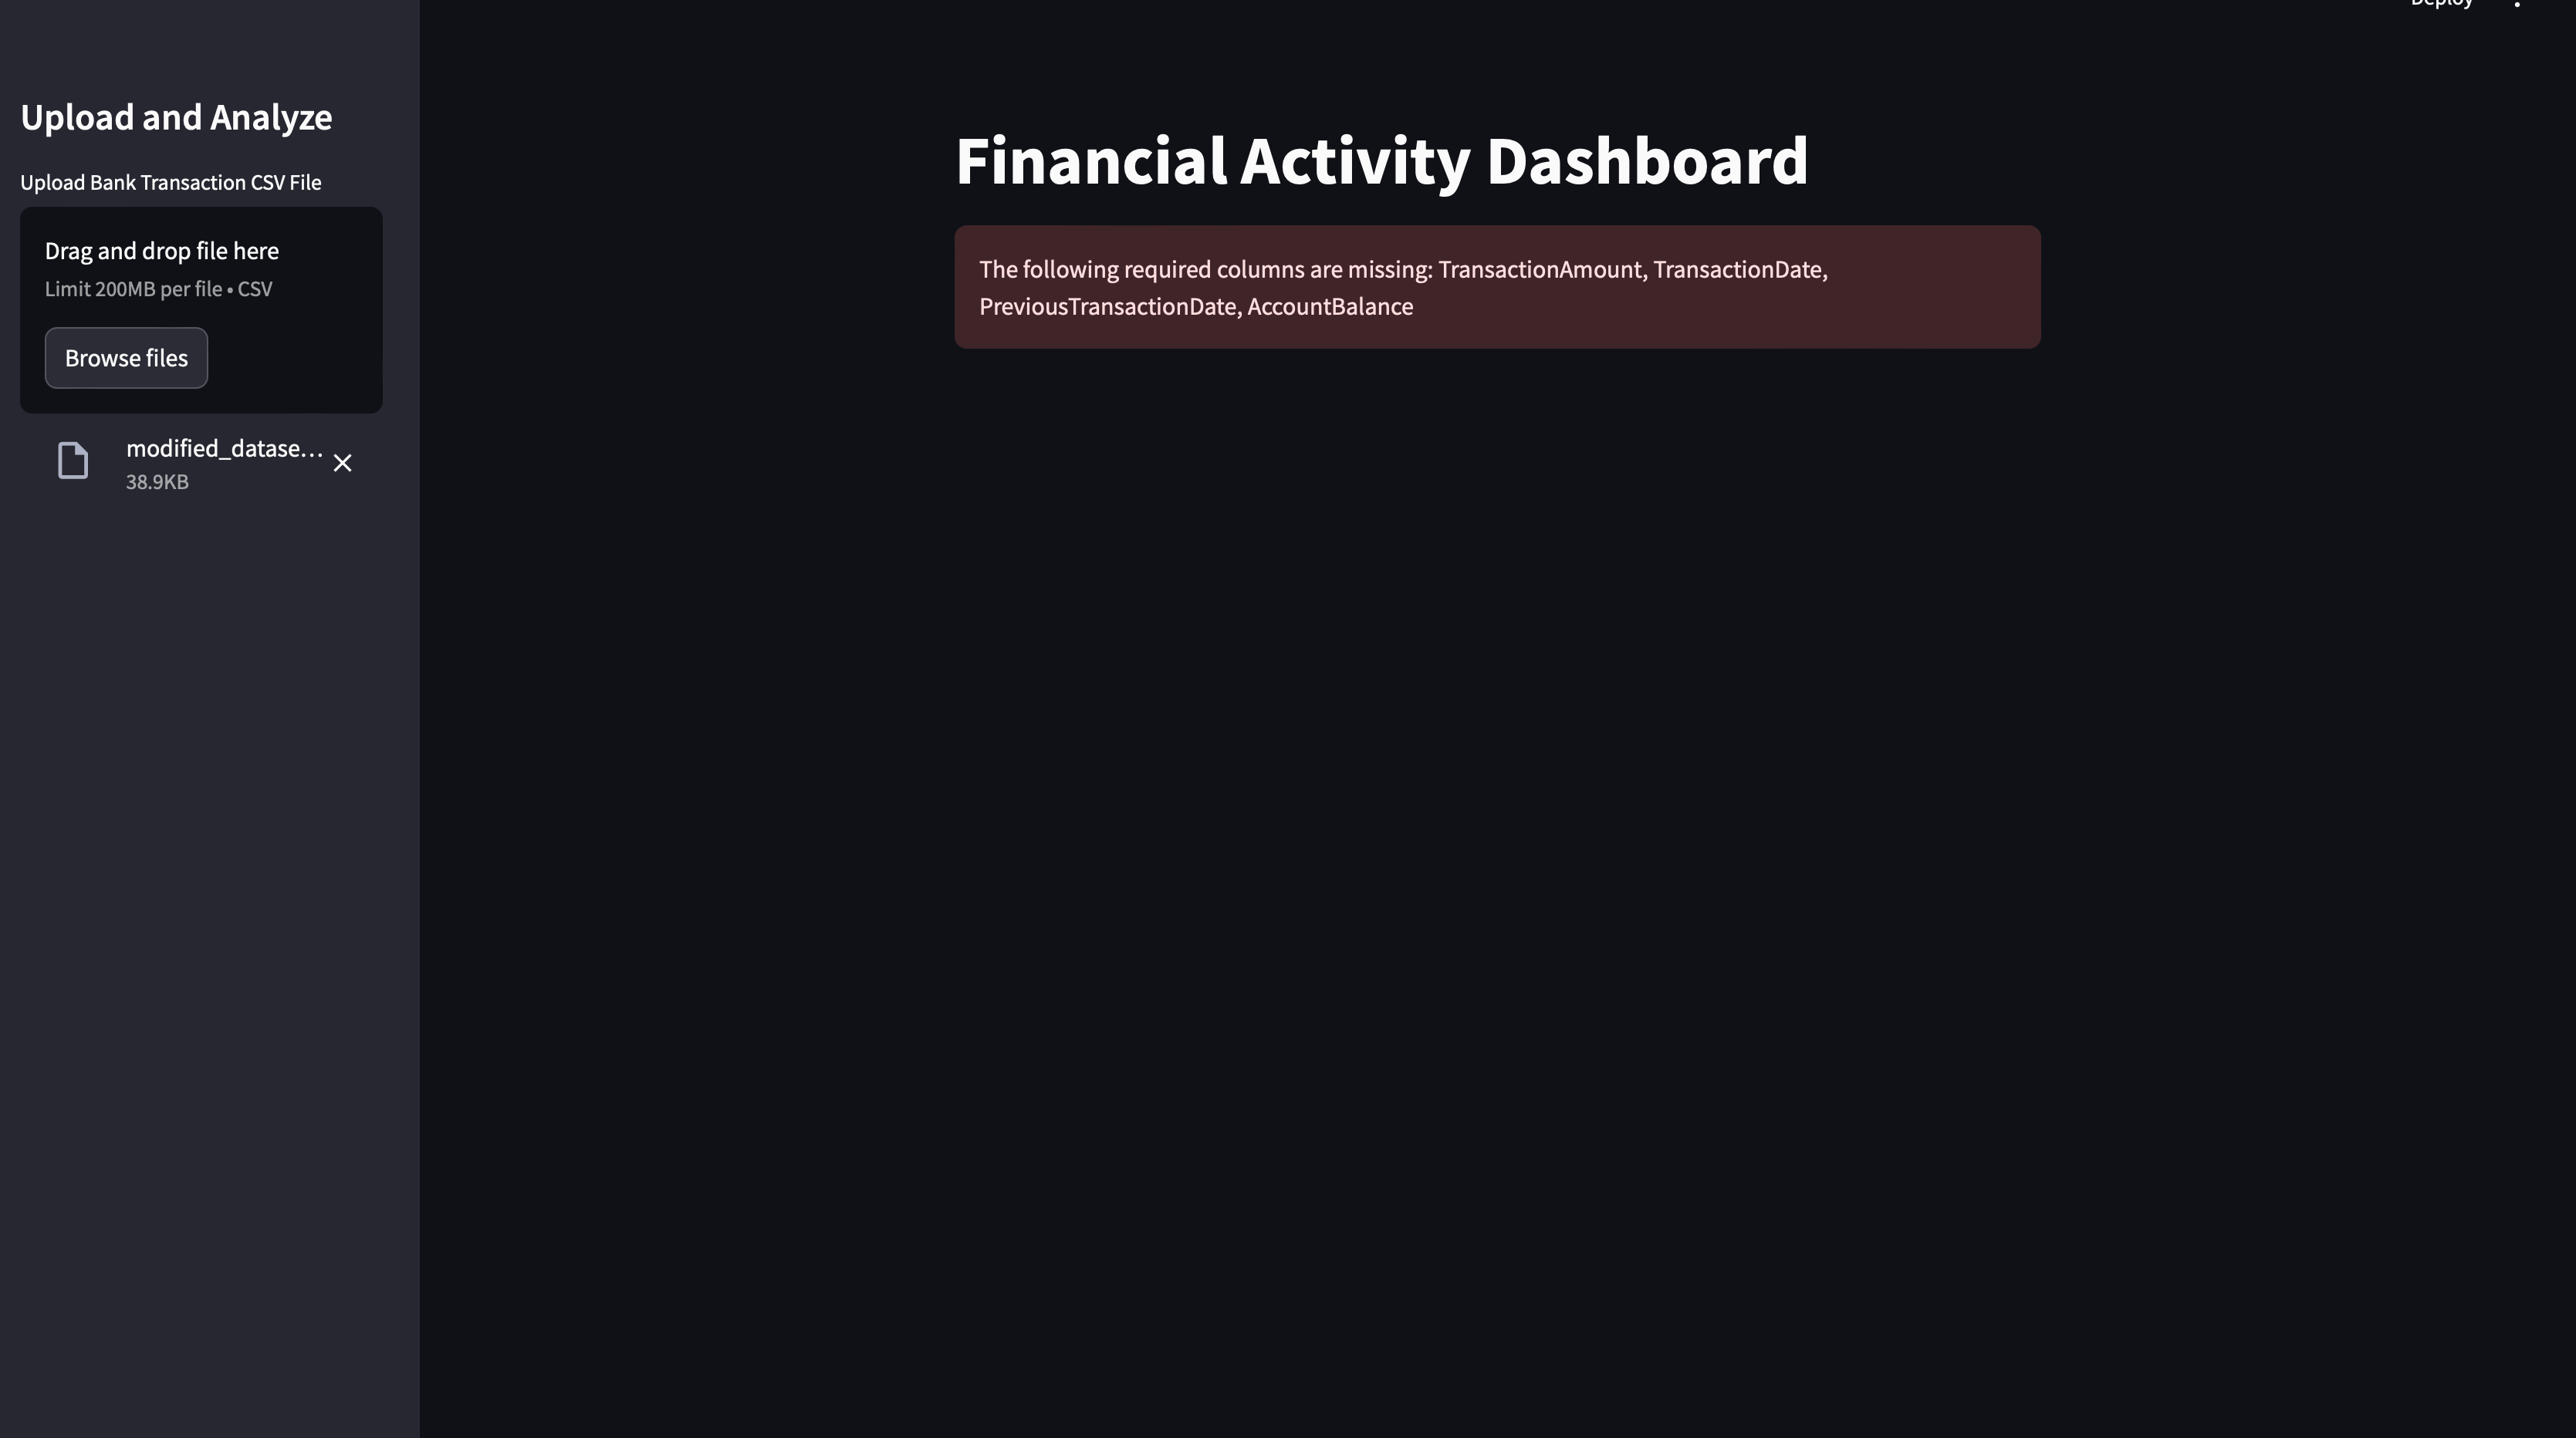 Deploy
Upload and Analyze
Upload Bank Transaction CSV File
Drag and drop file here
Limit 200MB per file • CSV
Browse files
modified_datase...
38.9KB
Financial Activity Dashboard
The following required columns are missing: TransactionAmount, TransactionDate,
PreviousTransactionDate, AccountBalance